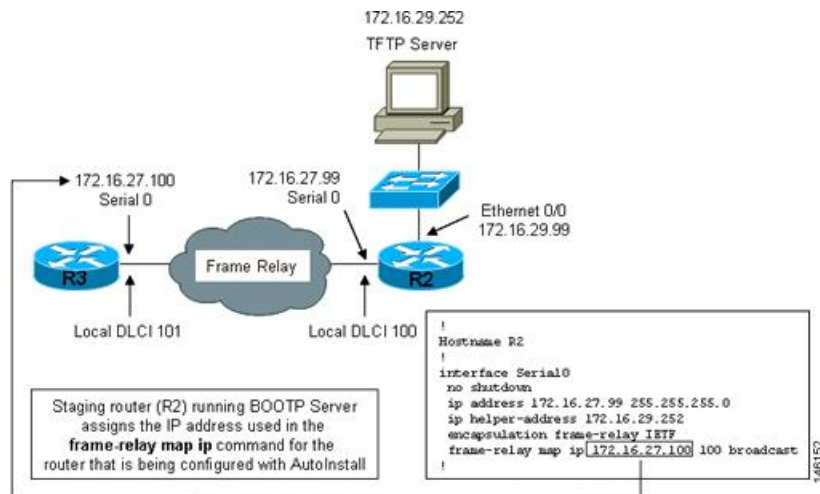 172.16.29.252
TFTP Server
172.16.27.100
Serial 0
172.16.27.99
Serial 0
Ethernet 0/0
172.16.29.99
R3
Frame Relay
R2
Local DLCI 101
Local DLCI 100
Staging router (R2) running BOOTP Server
assigns the IP address used in the
frame-relay map ip command for the
router that is being configured with AutoInstall
!
Hostname R2
!
interface Serial0
no shutdown
ip address 172.16.27.99 255.255.255.0
ip helper-address 172.16.29.252
encapsulation frame-relay IETF
frame-relay map ip 172.16.27.100 100 broadcast
!
146152